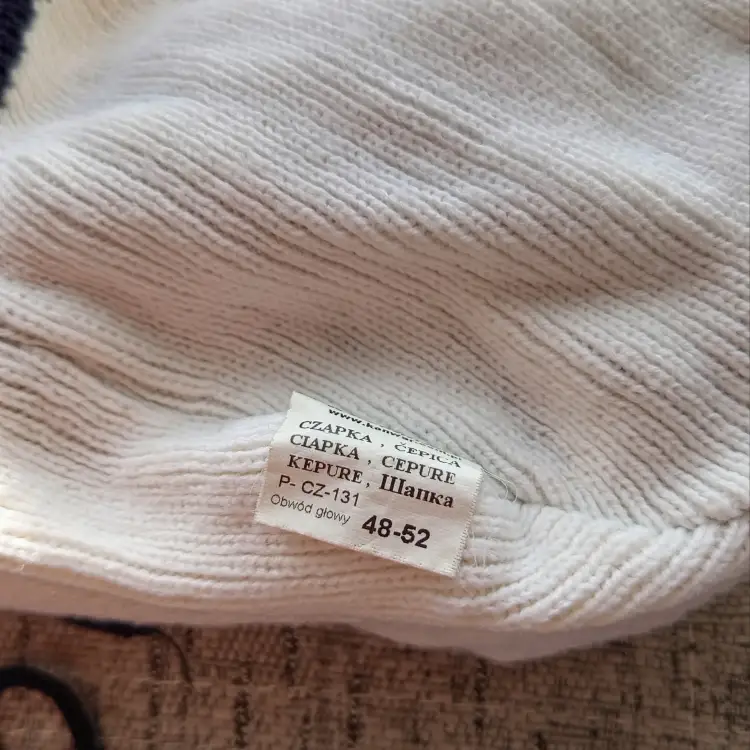 CZAPKA , ČEPICA
CIAPKA , CEPURE
KEPURE, Шапка
P- CZ-131
Obwód głowy 48-52